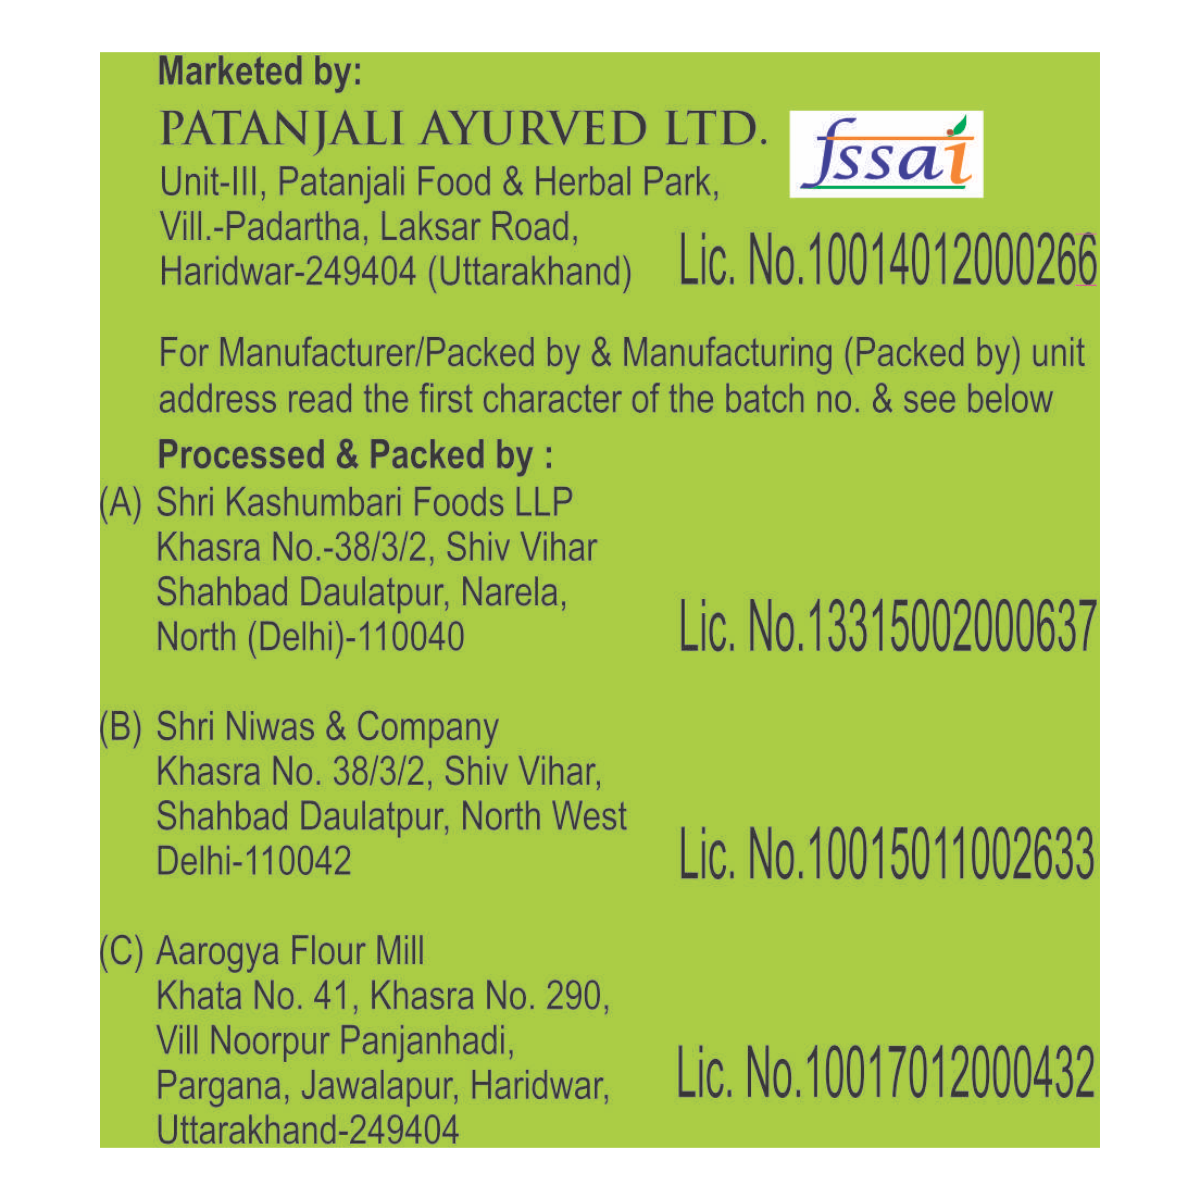 Marketed by:
PATANJALI AYURVED LTD.
fssai
Unit-III, Patanjali Food & Herbal Park,
Vill.-Padartha, Laksar Road,
Haridwar-249404 (Uttarakhand)
Lic. No.10014012000266
For Manufacturer/Packed by & Manufacturing (Packed by) unit
address read the first character of the batch no. & see below
Processed & Packed by :
(A) Shri Kashumbari Foods LLP
Khasra No.-38/3/2, Shiv Vihar
Shahbad Daulatpur, Narela,
North (Delhi)-110040
Lic. No.13315002000637
(B) Shri Niwas & Company
Khasra No. 38/3/2, Shiv Vihar,
Shahbad Daulatpur, North West
Delhi-110042
Lic. No.10015011002633
(C) Aarogya Flour Mill
Khata No. 41, Khasra No. 290,
Vill Noorpur Panjanhadi,
Pargana, Jawalapur, Haridwar,
Uttarakhand-249404
Lic. No.10017012000432